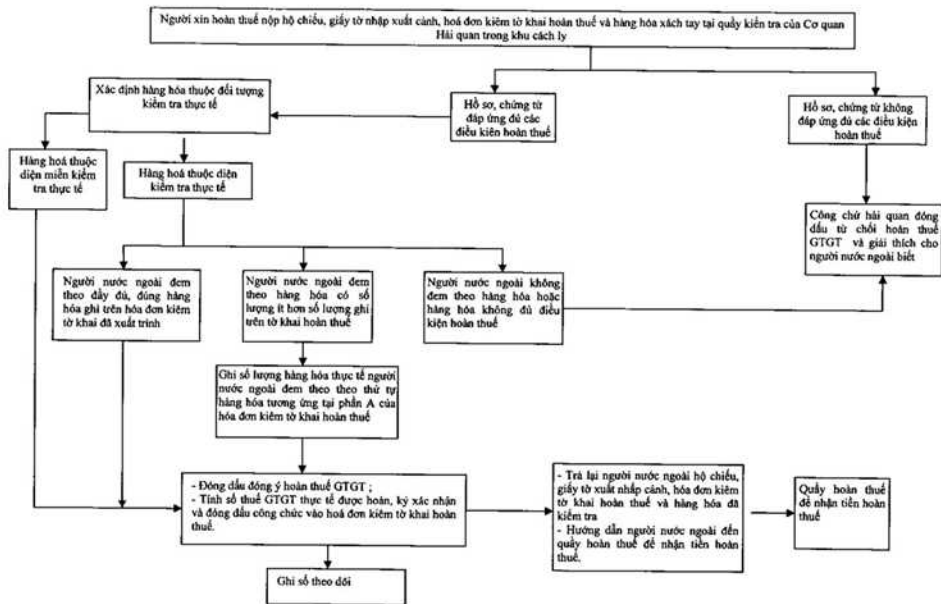 Người xin hoàn thuế nộp hộ chiếu, giấy tờ nhập xuất cảnh, hoá đơn kiêm tờ khai hoàn thuế và hàng hóa xách tay tại quầy kiển tra của Cơ quan
Hải quan trong khu cách ly
Xác định hàng hóa thuộc đối tượng
kiểm tra thực tế
Hồ sơ, chứng từ
đáp ứng đủ các
điều kiên hoàn thuế
Hồ sơ, chứng từ không
đáp ứng đủ các điều kiện
hoàn thuế
Hàng hoá thuộc
diện miễn kiểm
tra thực tế
Hàng hoá thuộc diện
kiểm tra thực tế
Công chứ hải quan đóng
dấu từ chối hoàn thuế
GTGT và giải thích cho
người nước ngoài biết
Người nước ngoài đem
theo đầy đủ, đúng hàng
hóa ghi trên hóa đơn kiêm
tờ khai đã xuất trình
Người nước ngoài đem
theo hàng hóa có số
lượng ít hơn số lượng ghi
trên tờ khai hoàn thuế
Người nước ngoài không
đem theo hàng hóa hoặc
hàng hóa không đủ điều
kiện hoàn thuế
Ghi số lượng hàng hóa thực tế người
nước ngoài đem theo theo thứ tự
hàng hóa tương ứng tại phần A của
hóa đơn kiêm tờ khai hoàn thuế
- Đóng dấu đồng ý hoàn thuế GTGT ;
- Tính số thuế GTGT thực tế được hoàn, ký xác nhận
và đóng dấu công chức vào hoá đơn kiêm tờ khai hoàn
thuế.
- Trả lại người nước ngoài hộ chiếu,
giấy tờ xuất nhấp cảnh, hóa đơn kiêm
tờ khai hoàn thuế và hàng hóa đã
kiểm tra
- Hướng dẫn người nước ngoài đến
quầy hoàn thuế để nhận tiền hoàn
thuế.
Quầy hoàn thuế
để nhận tiền hoàn
thuế
Ghi sổ theo dõi